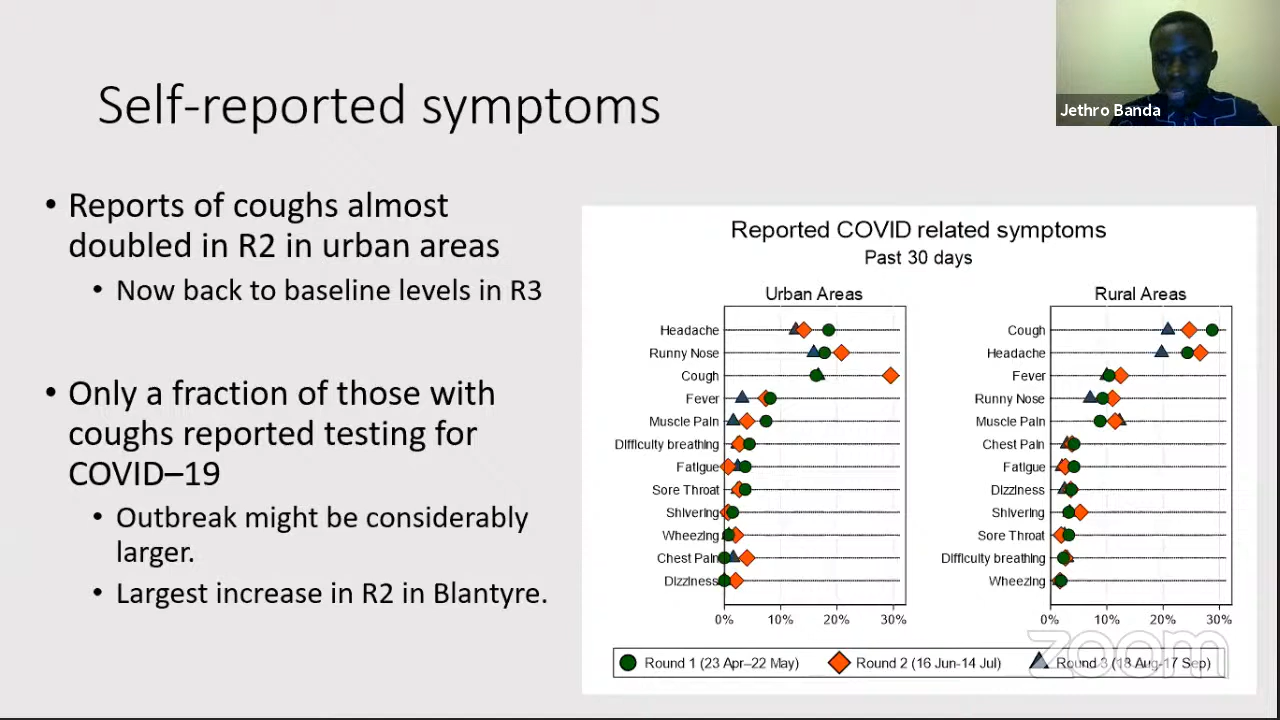 Jethro Banda
Self-reported symptoms
• Reports of coughs almost
doubled in R2 in urban areas
• Now back to baseline levels in R3
• Only a fraction of those with
coughs reported testing for
COVID–19
• Outbreak might be considerably
larger.
• Largest increase in R2 in Blantyre.
Reported COVID related symptoms
Past 30 days
Urban Areas
Headache
Runny Nose
Cough
Fever
Muscle Pain
Difficulty breathing
Fatigue
Sore Throat
Shivering
Wheezing
Chest Pain
Dizziness
0% 10% 20% 30%
Rural Areas
Cough
Headache
Fever
Runny Nose
Muscle Pain
Chest Pain
Fatigue
Dizziness
Shivering
Sore Throat
Difficulty breathing
Wheezing
0% 10% 20% 30%
Round 1 (23 Apr–22 May) Round 2 (16 Jun-14 Jul) Round 3 (18 Aug-17 Sep)
zoom